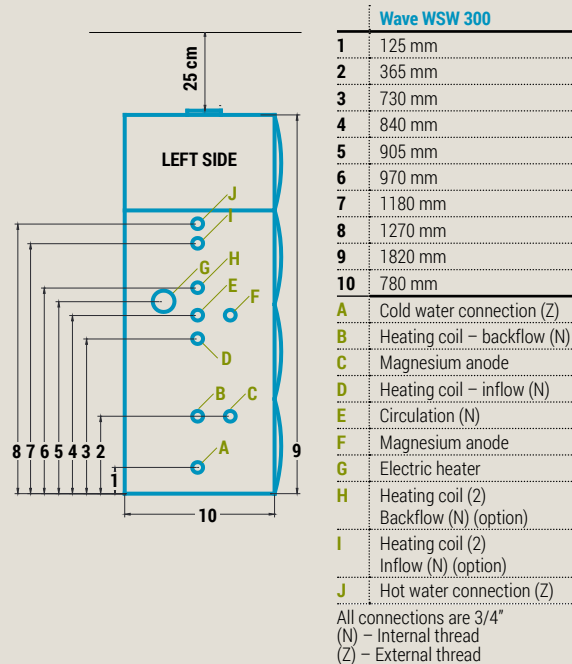 25 cm
LEFT SIDE
J
I
H
G
E
F
D
B
C
A
8 7 6 5 4 3 2
1
9
10
Wave WSW 300
1 125 mm
2 365 mm
3 730 mm
4 840 mm
5 905 mm
6 970 mm
7 1180 mm
8 1270 mm
9 1820 mm
10 780 mm
A Cold water connection (Z)
B Heating coil – backflow (N)
C Magnesium anode
D Heating coil – inflow (N)
E Circulation (N)
F Magnesium anode
G Electric heater
H Heating coil (2)
Backflow (N) (option)
I Heating coil (2)
Inflow (N) (option)
J Hot water connection (Z)
All connections are 3/4”
(N) – Internal thread
(Z) – External thread